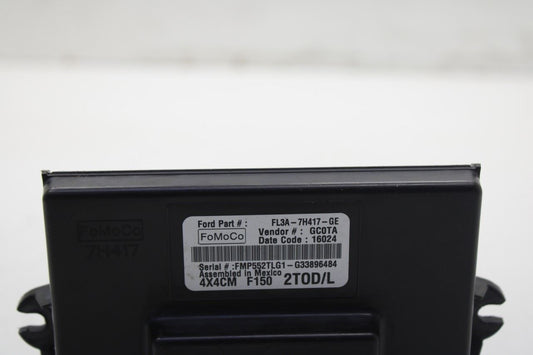 Ford Part # : FL3A-7H417-GE
FoMoCo Vendor # : GC0TA
Date Code : 16024
Serial # :FMP552TLG1-G33896484
Assembled in Mexico
4X4CM F150 2TOD/L
FoMoCo
7H417